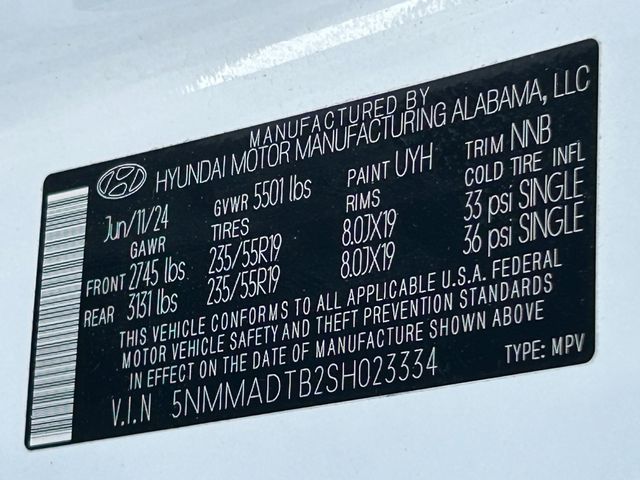 MANUFACTURED BY
HYUNDAI MOTOR MANUFACTURING ALABAMA, LLC
Jun/11/24 GVWR 5501 lbs PAINT UYH TRIM NNB
GAWR TIRES RIMS COLD TIRE INFL
FRONT 2745 lbs 235/55R19 8.0JX19 33 psi SINGLE
REAR 3131 lbs 235/55R19 8.0JX19 36 psi SINGLE
THIS VEHICLE CONFORMS TO ALL APPLICABLE U.S.A. FEDERAL
MOTOR VEHICLE SAFETY AND THEFT PREVENTION STANDARDS
IN EFFECT ON THE DATE OF MANUFACTURE SHOWN ABOVE
V.I.N 5NMMADTB2SH023334 TYPE: MPV